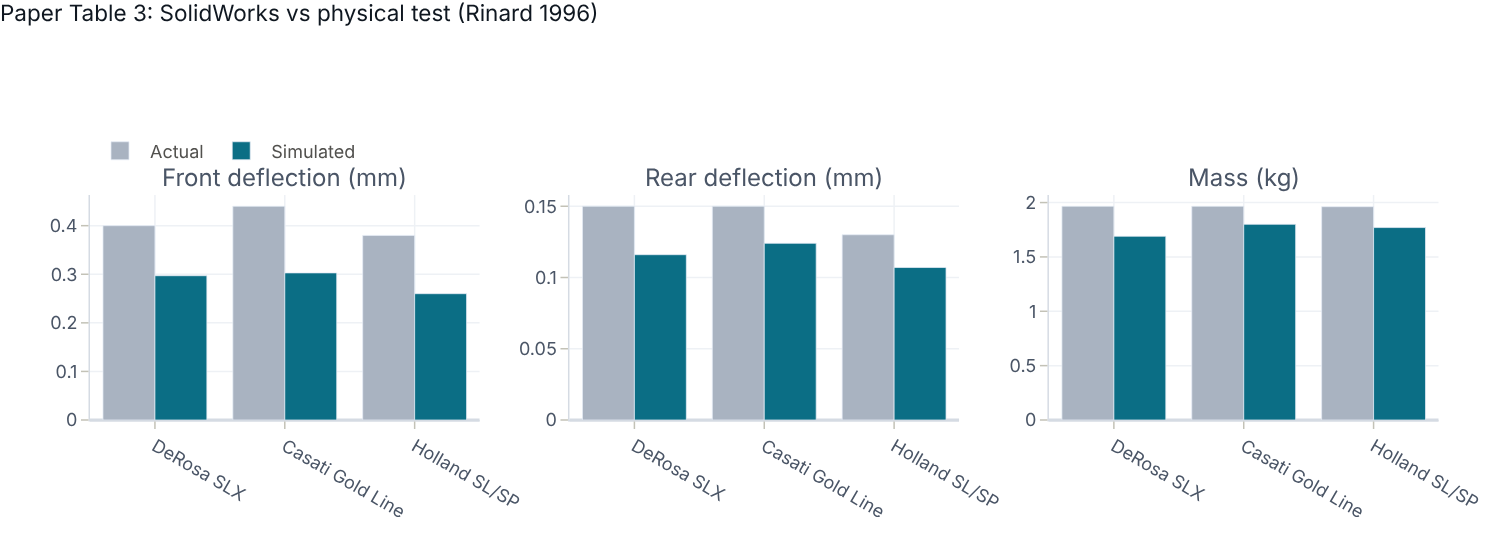 Paper Table 3: SolidWorks vs physical test (Rinard 1996)
Actual
Simulated
Front deflection (mm)
0.4
0.3
0.2
0.1
0
DeRosa SLX
Casati Gold Line
Holland SL/SP
Rear deflection (mm)
0.15
0.1
0.05
0
DeRosa SLX
Casati Gold Line
Holland SL/SP
Mass (kg)
2
1.5
1
0.5
0
DeRosa SLX
Casati Gold Line
Holland SL/SP